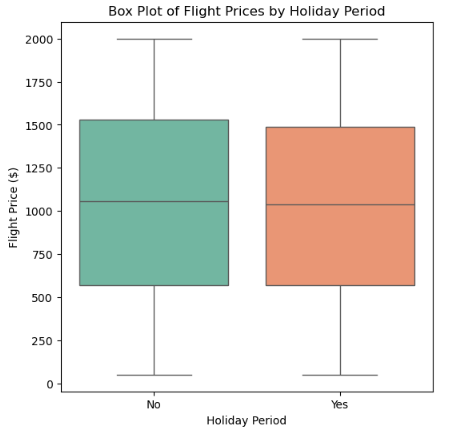 Box Plot of Flight Prices by Holiday Period
2000
1750
1500
1250
1000
750
500
250
0
Flight Price ($)
No
Yes
Holiday Period